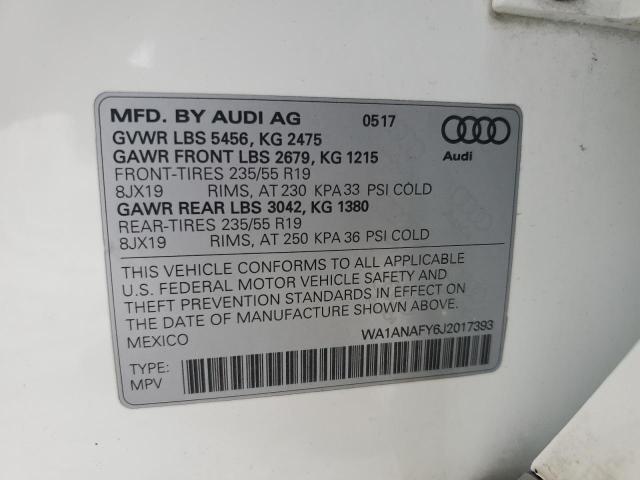 MFD. BY AUDI AG 0517
GVWR LBS 5456, KG 2475
GAWR FRONT LBS 2679, KG 1215
FRONT-TIRES 235/55 R19
8JX19 RIMS, AT 230 KPA 33 PSI COLD
GAWR REAR LBS 3042, KG 1380
REAR-TIRES 235/55 R19
8JX19 RIMS, AT 250 KPA 36 PSI COLD
Audi
THIS VEHICLE CONFORMS TO ALL APPLICABLE
U.S. FEDERAL MOTOR VEHICLE SAFETY AND
THEFT PREVENTION STANDARDS IN EFFECT ON
THE DATE OF MANUFACTURE SHOWN ABOVE.
MEXICO WA1ANAFY6J2017393
TYPE:
MPV